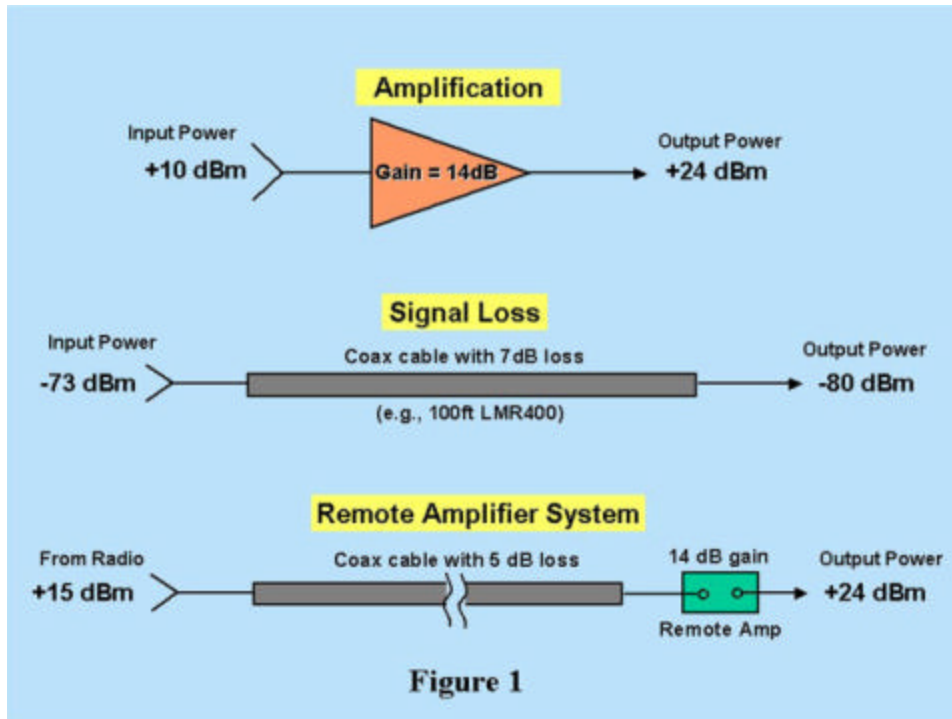 Amplification
Input Power
+10 dBm
Gain = 14dB
Output Power
+24 dBm
Signal Loss
Input Power
-73 dBm
Coax cable with 7dB loss
(e.g., 100ft LMR400)
Output Power
-80 dBm
Remote Amplifier System
From Radio
+15 dBm
Coax cable with 5 dB loss
14 dB gain
Remote Amp
Output Power
+24 dBm
Figure 1